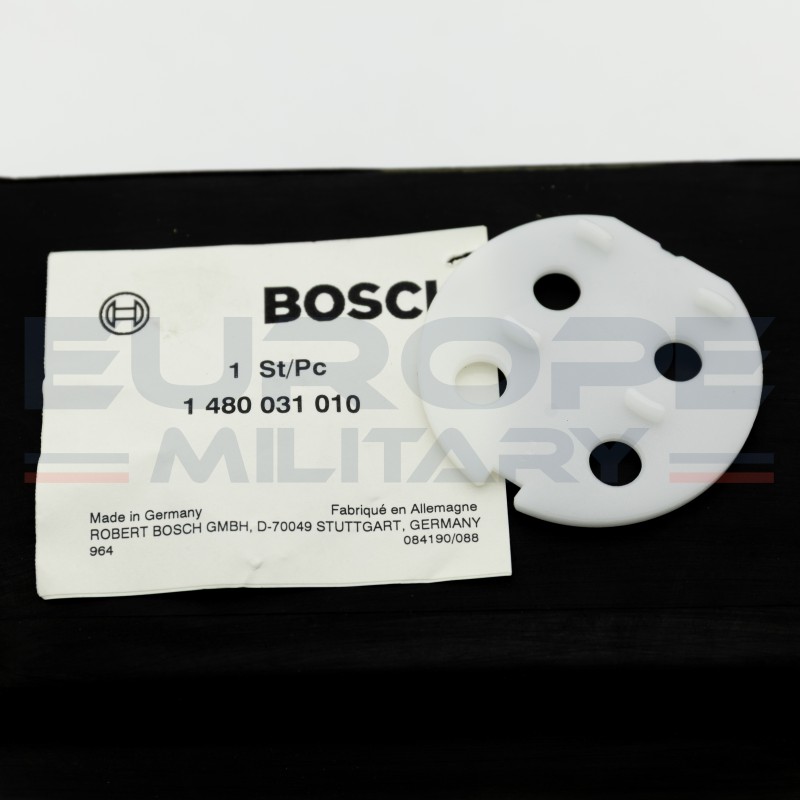 BOSCH
1 St/Pc
1 480 031 010
EUROPE
MILITARY
Made in Germany
Fabriqué en Allemagne
ROBERT BOSCH GMBH, D-70049 STUTTGART, GERMANY
964
084190/088